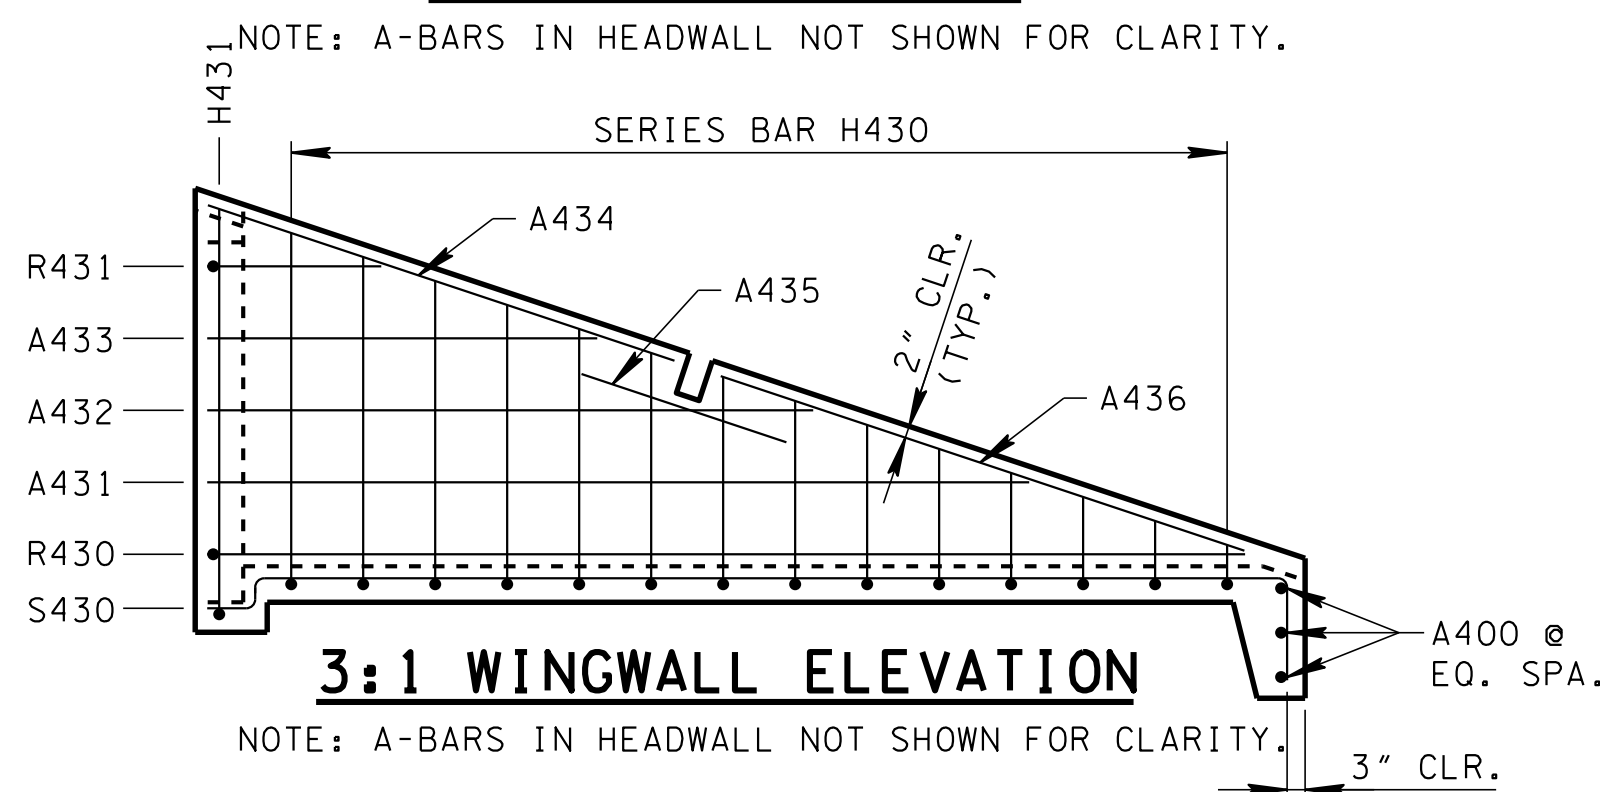 NOTE: A-BARS IN HEADWALL NOT SHOWN FOR CLARITY.
H431
SERIES BAR H430
A434
R431
A435
2" CLR.
(TYP.)
A433
A432
A436
A431
R430
S430
A400 @
EQ. SPA.
3:1 WINGWALL ELEVATION
NOTE: A-BARS IN HEADWALL NOT SHOWN FOR CLARITY.
3" CLR.